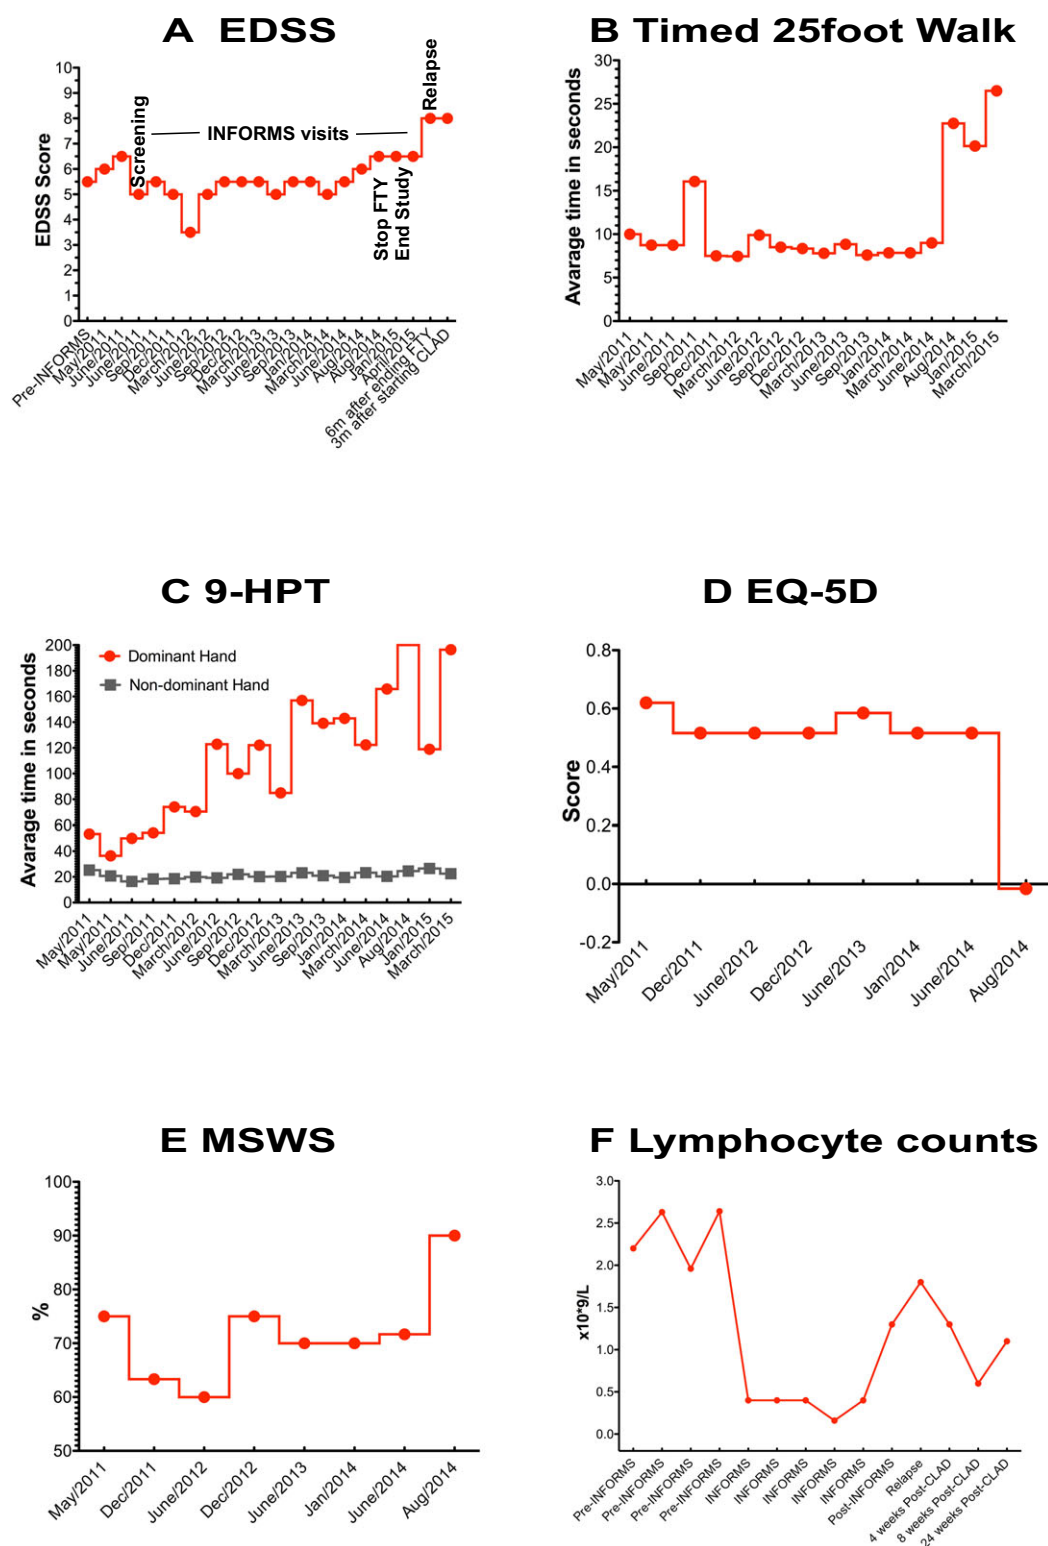 A EDSS
EDSS Score
10
9
8
7
6
5
4
3
2
1
0
Screening
INFORMS visits
Stop FTY
End Study
Relapse
Pre-INFORMS
May/2011
June/2011
June/2011
Sep/2011
Dec/2011
March/2012
June/2012
Sep/2012
Dec/2012
March/2013
June/2013
Sep/2013
Jan/2014
March/2014
June/2014
Aug/2014
Aug/2014
Jan/2015
April/2015
6m after ending FTY
3m after starting CLAD
B Timed 25foot Walk
Avarage time in seconds
30
25
20
15
10
5
0
May/2011
May/2011
June/2011
Sep/2011
Dec/2011
March/2012
June/2012
Sep/2012
Dec/2012
March/2013
June/2013
Sep/2013
Jan/2014
March/2014
June/2014
Aug/2014
Jan/2015
March/2015
C 9-HPT
Avarage time in seconds
200
180
160
140
120
100
80
60
40
20
0
Dominant Hand
Non-dominant Hand
May/2011
May/2011
June/2011
Sep/2011
Dec/2011
March/2012
June/2012
Sep/2012
Dec/2012
March/2013
June/2013
Sep/2013
Jan/2014
March/2014
June/2014
Aug/2014
Jan/2015
March/2015
D EQ-5D
Score
0.8
0.6
0.4
0.2
0.0
-0.2
May/2011
Dec/2011
June/2012
Dec/2012
June/2013
Jan/2014
June/2014
Aug/2014
E MSWS
%
100
90
80
70
60
50
May/2011
Dec/2011
June/2012
Dec/2012
June/2013
Jan/2014
June/2014
Aug/2014
F Lymphocyte counts
x10*9/L
3.0
2.5
2.0
1.5
1.0
0.5
0.0
Pre-INFORMS
Pre-INFORMS
Pre-INFORMS
Pre-INFORMS
INFORMS
INFORMS
INFORMS
INFORMS
INFORMS
Post-INFORMS
Relapse
4 weeks Post-CLAD
8 weeks Post-CLAD
24 weeks Post-CLAD